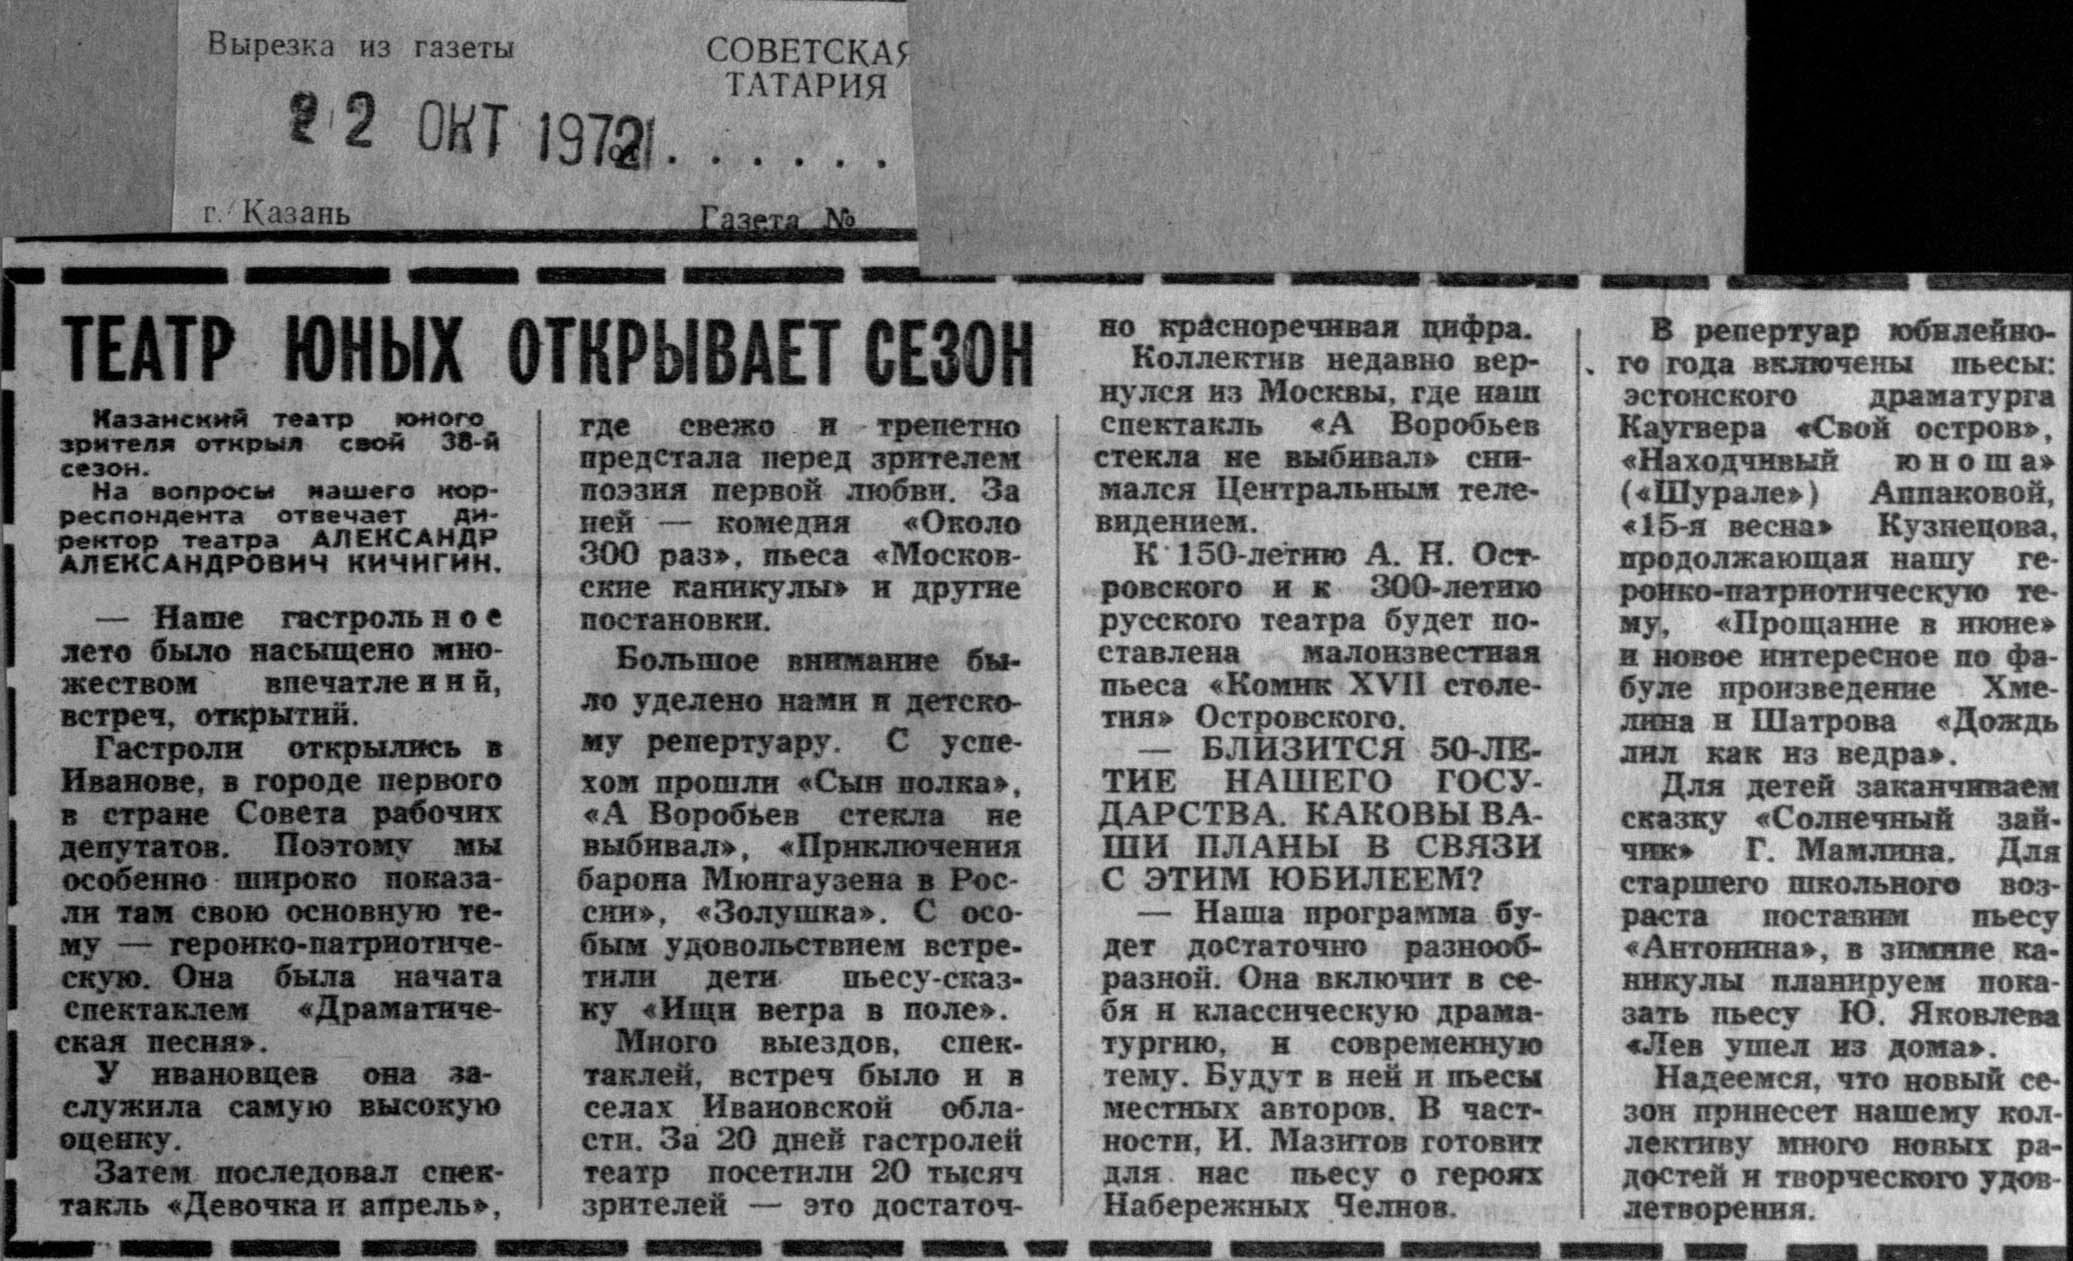 Вырезка из газеты
СОВЕТСКАЯ
ТАТАРИЯ
22 ОКТ 1972
г. Казань
Газета №
ТЕАТР ЮНЫХ ОТКРЫВАЕТ СЕЗОН
Казанский театр юного
зрителя открыл свой 38-й
сезон.
На вопросы нашего кор-
респондента отвечает ди-
ректор театра АЛЕКСАНДР
АЛЕКСАНДРОВИЧ КИЧИГИН.
— Наше гастрольное
лето было насыщено мно-
жеством впечатлений,
встреч, открытий.
Гастроли открылись в
Иванове, в городе первого
в стране Совета рабочих
депутатов. Поэтому мы
особенно широко показа-
ли там свою основную те-
му — героико-патриотиче-
скую. Она была начата
спектаклем «Драматиче-
ская песня».
У ивановцев она за-
служила самую высокую
оценку.
Затем последовал спек-
такль «Девочка и апрель»,
где свежо и трепетно
предстала перед зрителем
поэзия первой любви. За
ней — комедия «Около
300 раз», пьеса «Москов-
ские каникулы» и другие
постановки.
Большое внимание бы-
ло уделено нами и детско-
му репертуару. С успе-
хом прошли «Сын полка»,
«А Воробьев стекла не
выбивал», «Приключения
барона Мюнгаузена в Рос-
сии», «Золушка». С осо-
бым удовольствием встре-
тили дети пьесу-сказ-
ку «Ищи ветра в поле».
Много выездов, спек-
таклей, встреч было и в
селах Ивановской обла-
сти. За 20 дней гастролей
театр посетили 20 тысяч
зрителей — это достаточ-
но красноречивая цифра.
Коллектив недавно вер-
нулся из Москвы, где наш
спектакль «А Воробьев
стекла не выбивал» сни-
мался Центральным теле-
видением.
К 150-летию А. Н. Ост-
ровского и к 300-летию
русского театра будет по-
ставлена малоизвестная
пьеса «Комик XVII столе-
тия» Островского.
— БЛИЗИТСЯ 50-ЛЕ-
ТИЕ НАШЕГО ГОСУ-
ДАРСТВА. КАКОВЫ ВА-
ШИ ПЛАНЫ В СВЯЗИ
С ЭТИМ ЮБИЛЕЕМ?
— Наша программа бу-
дет достаточно разнооб-
разной. Она включит в се-
бя и классическую драма-
тургию, и современную
тему. Будут в ней и пьесы
местных авторов. В част-
ности, И. Мазитов готовит
для нас пьесу о героях
Набережных Челнов.
В репертуар юбилейно-
го года включены пьесы:
эстонского драматурга
Каугвера «Свой остров»,
«Находчивый юноша»
(«Шурале») Аппаковой,
«15-я весна» Кузнецова,
продолжающая нашу ге-
роико-патриотическую те-
му, «Прощание в июне»
и новое интересное по фа-
буле произведение Хме-
лина и Шатрова «Дождь
лил как из ведра».
Для детей заканчиваем
сказку «Солнечный зай-
чик» Г. Мамлина. Для
старшего школьного воз-
раста поставим пьесу
«Антонина», в зимние ка-
никулы планируем пока-
зать пьесу Ю. Яковлева
«Лев ушел из дома».
Надеемся, что новый се-
зон принесет нашему кол-
лективу много новых ра-
достей и творческого удов-
летворения.